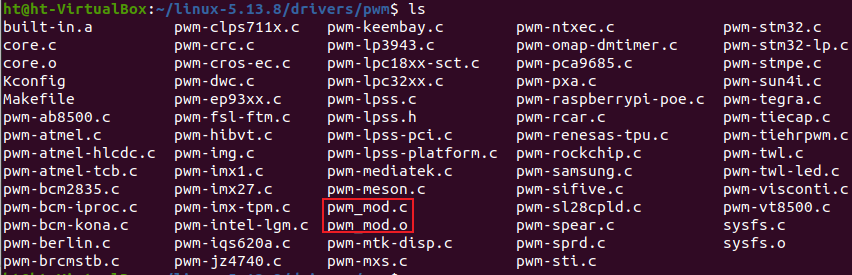 ht@ht-VirtualBox:~/linux-5.13.8/drivers/pwm$ ls
built-in.a pwm-clps711x.c pwm-keembay.c pwm-ntxec.c pwm-stm32.c
core.c pwm-crc.c pwm-lp3943.c pwm-omap-dmtimer.c pwm-stm32-lp.c
core.o pwm-cros-ec.c pwm-lpc18xx-sct.c pwm-pca9685.c pwm-stmpe.c
Kconfig pwm-dwc.c pwm-lpc32xx.c pwm-pxa.c pwm-sun4i.c
Makefile pwm-ep93xx.c pwm-lpss.c pwm-raspberrypi-poe.c pwm-tegra.c
pwm-ab8500.c pwm-fsl-ftm.c pwm-lpss.h pwm-rcar.c pwm-tiecap.c
pwm-atmel.c pwm-hibvt.c pwm-lpss-pci.c pwm-renesas-tpu.c pwm-tiehrpwm.c
pwm-atmel-hlcdc.c pwm-img.c pwm-lpss-platform.c pwm-rockchip.c pwm-twl.c
pwm-atmel-tcb.c pwm-imx1.c pwm-mediatek.c pwm-samsung.c pwm-twl-led.c
pwm-bcm2835.c pwm-imx27.c pwm-meson.c pwm-sifive.c pwm-visconti.c
pwm-bcm-iproc.c pwm-imx-tpm.c pwm_mod.c pwm-sl28cpld.c pwm-vt8500.c
pwm-bcm-kona.c pwm-intel-lgm.c pwm_mod.o pwm-spear.c sysfs.c
pwm-berlin.c pwm-iqs620a.c pwm-mtk-disp.c pwm-sprd.c sysfs.o
pwm-brcmstb.c pwm-jz4740.c pwm-mxs.c pwm-sti.c